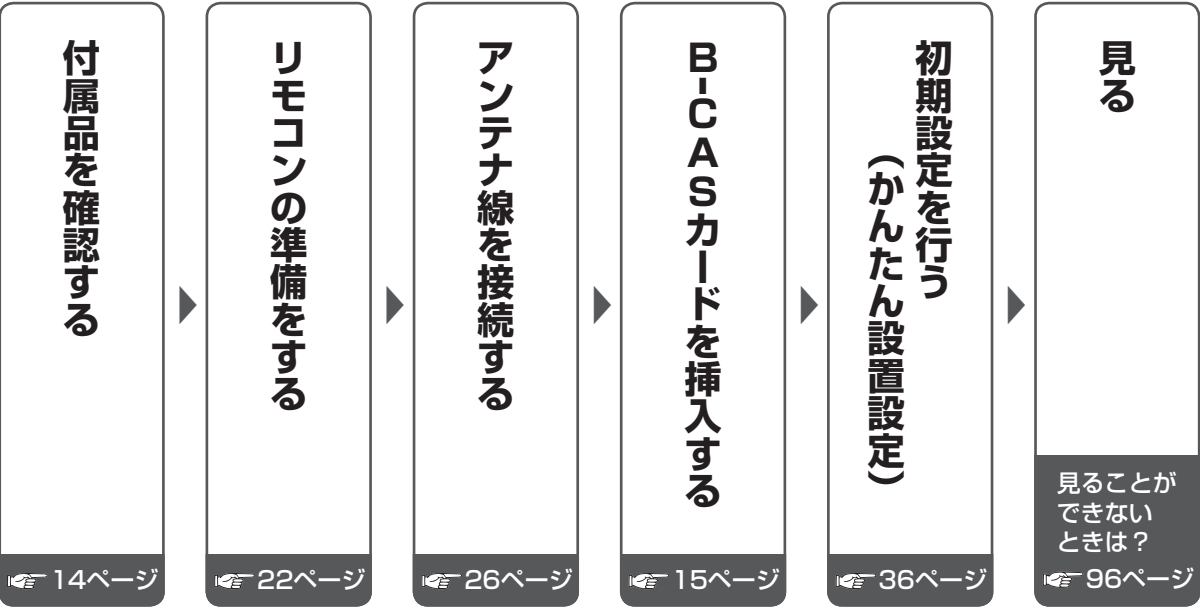 付属品を確認する
14ページ
リモコンの準備をする
22ページ
アンテナ線を接続する
26ページ
B-CASカードを挿入する
15ページ
初期設定を行う
（かんたん設置設定）
36ページ
見る
見ることが
できない
ときは？
96ページ